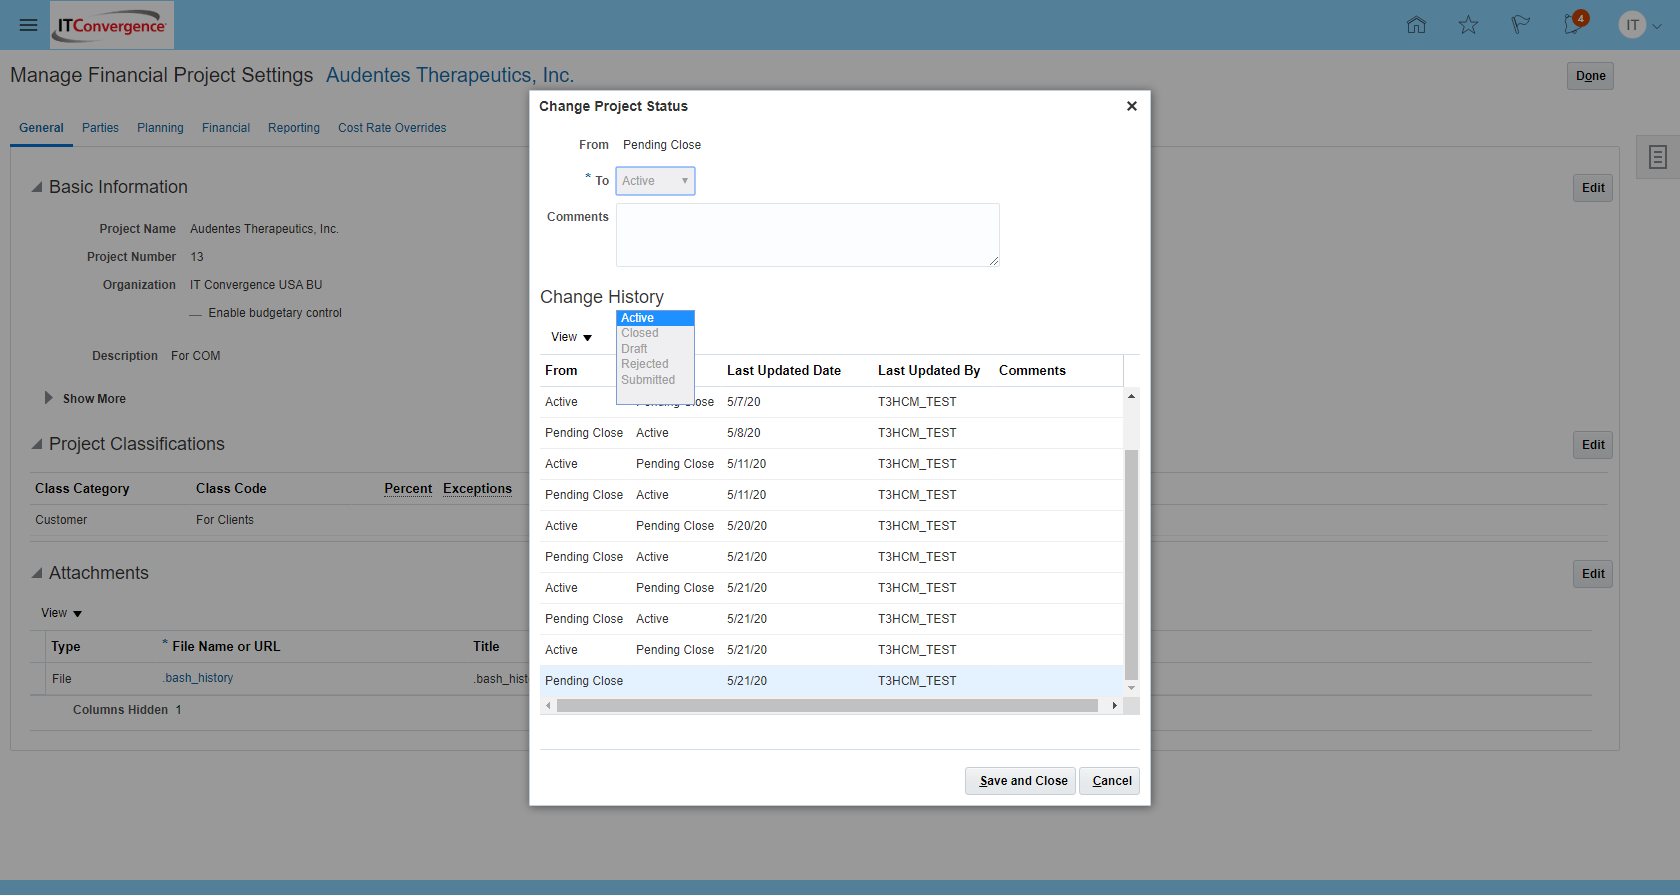 ITConvergence
4
IT
Manage Financial Project Settings Audentes Therapeutics, Inc.
Done
General Parties Planning Financial Reporting Cost Rate Overrides
Basic Information
Edit
Project Name Audentes Therapeutics, Inc.
Project Number 13
Organization IT Convergence USA BU
Enable budgetary control
Description For COM
Show More
Project Classifications
Edit
Class Category Class Code Percent Exceptions
Customer For Clients
Attachments
Edit
View
Type * File Name or URL Title
File .bash_history .bash_hist
Columns Hidden 1
Change Project Status
From Pending Close
* To Active
Comments
Change History
View
Active
Closed
Draft
Rejected
Submitted
From Last Updated Date Last Updated By Comments
Active Pending Close 5/7/20 T3HCM_TEST
Pending Close Active 5/8/20 T3HCM_TEST
Active Pending Close 5/11/20 T3HCM_TEST
Pending Close Active 5/11/20 T3HCM_TEST
Active Pending Close 5/20/20 T3HCM_TEST
Pending Close Active 5/21/20 T3HCM_TEST
Active Pending Close 5/21/20 T3HCM_TEST
Pending Close Active 5/21/20 T3HCM_TEST
Active Pending Close 5/21/20 T3HCM_TEST
Pending Close 5/21/20 T3HCM_TEST
Save and Close Cancel